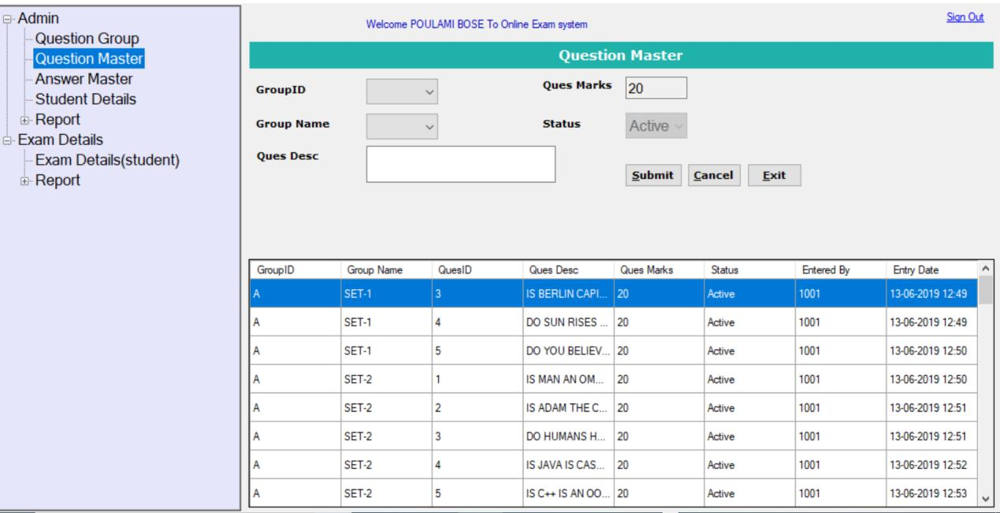 Admin
Question Group
Question Master
Answer Master
Student Details
Report
Exam Details
Exam Details(student)
Report
Welcome POULAMI BOSE To Online Exam system
Sign Out
Question Master
GroupID
Ques Marks 20
Group Name
Status Active
Ques Desc
Submit Cancel Exit
GroupID Group Name QuesID Ques Desc Ques Marks Status Entered By Entry Date
A SET-1 3 IS BERLIN CAPI... 20 Active 1001 13-06-2019 12:49
A SET-1 4 DO SUN RISES ... 20 Active 1001 13-06-2019 12:49
A SET-1 5 DO YOU BELIEV... 20 Active 1001 13-06-2019 12:50
A SET-2 1 IS MAN AN OM... 20 Active 1001 13-06-2019 12:50
A SET-2 2 IS ADAM THE C... 20 Active 1001 13-06-2019 12:51
A SET-2 3 DO HUMANS H... 20 Active 1001 13-06-2019 12:51
A SET-2 4 IS JAVA IS CAS... 20 Active 1001 13-06-2019 12:52
A SET-2 5 IS C++ IS AN OO... 20 Active 1001 13-06-2019 12:53